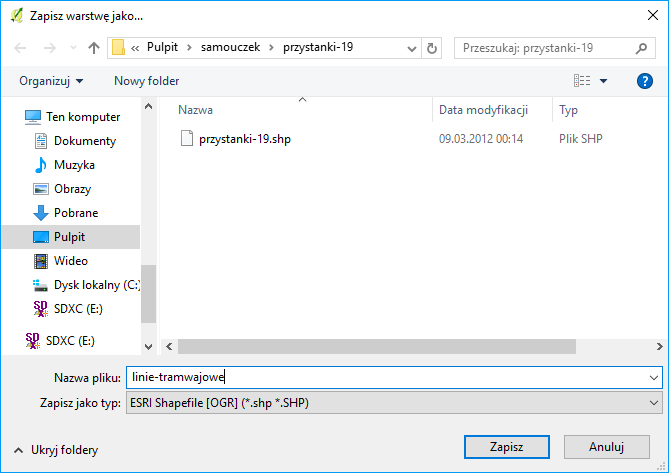 Zapisz warstwę jako...
« Pulpit › samouczek › przystanki-19
Przeszukaj: przystanki-19
Organizuj
Nowy folder
Ten komputer
Dokumenty
Muzyka
Obrazy
Pobrane
Pulpit
Wideo
Dysk lokalny (C:)
SDXC (E:)
SDXC (E:)
Nazwa Data modyfikacji Typ
przystanki-19.shp 09.03.2012 00:14 Plik SHP
Nazwa pliku: linie-tramwajowe
Zapisz jako typ: ESRI Shapefile [OGR] (*.shp *.SHP)
Ukryj foldery
Zapisz
Anuluj